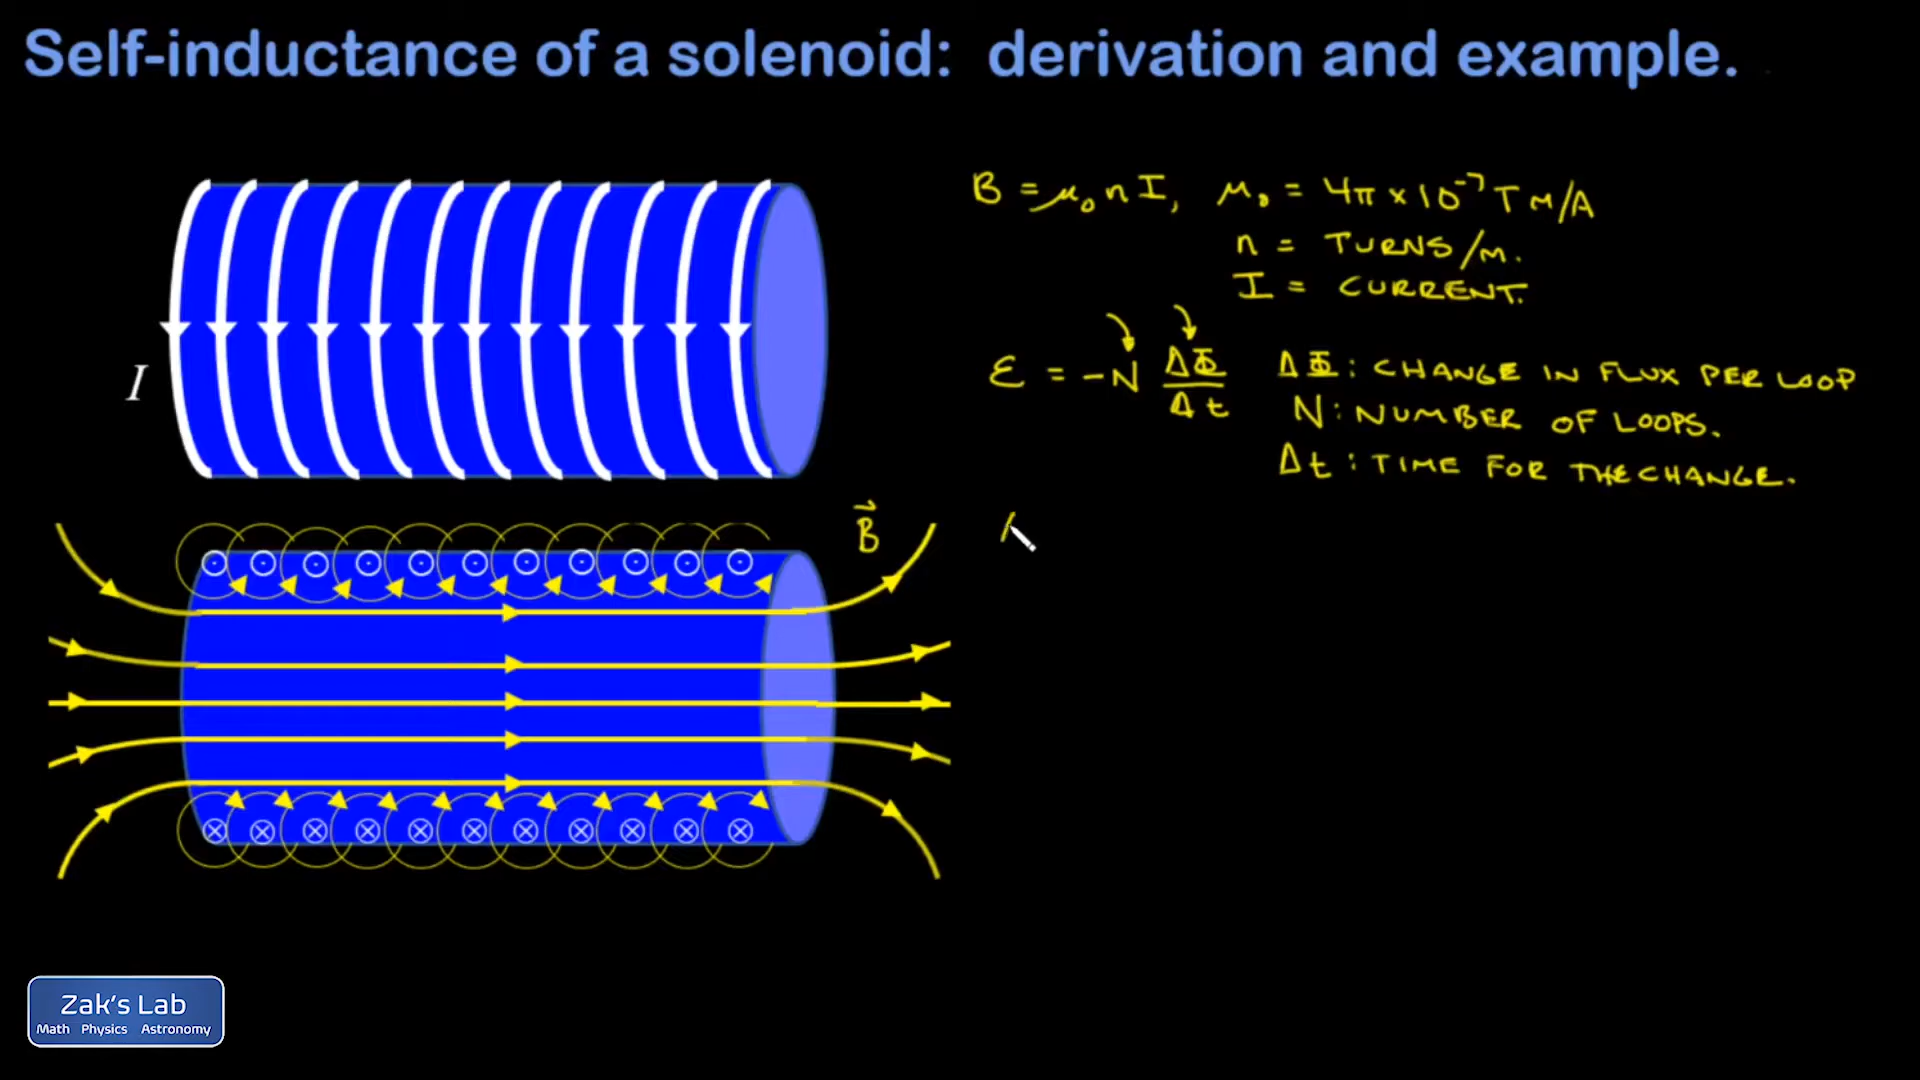 Self-inductance of a solenoid: derivation and example.
B = μ₀ n I, μ₀ = 4π × 10⁻⁷ T M/A
n = TURNS/M.
I = CURRENT.
I
ε = -N ΔΦ/Δt ΔΦ: CHANGE IN FLUX PER LOOP
N: NUMBER OF LOOPS.
Δt: TIME FOR THE CHANGE.
B⃗
Zak's Lab
Math Physics Astronomy